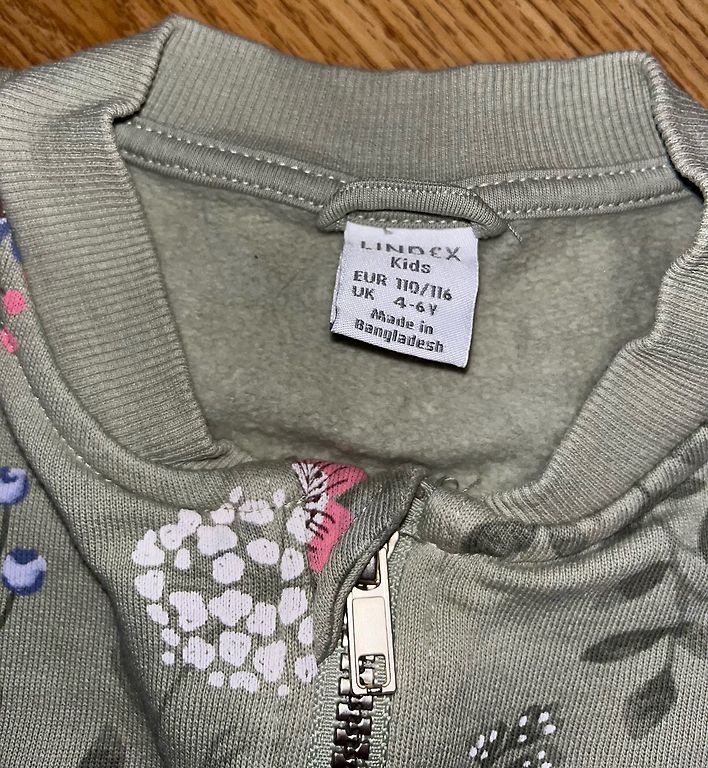 LINDEX
Kids
EUR 110/116
UK 4-6Y
Made in
Bangladesh